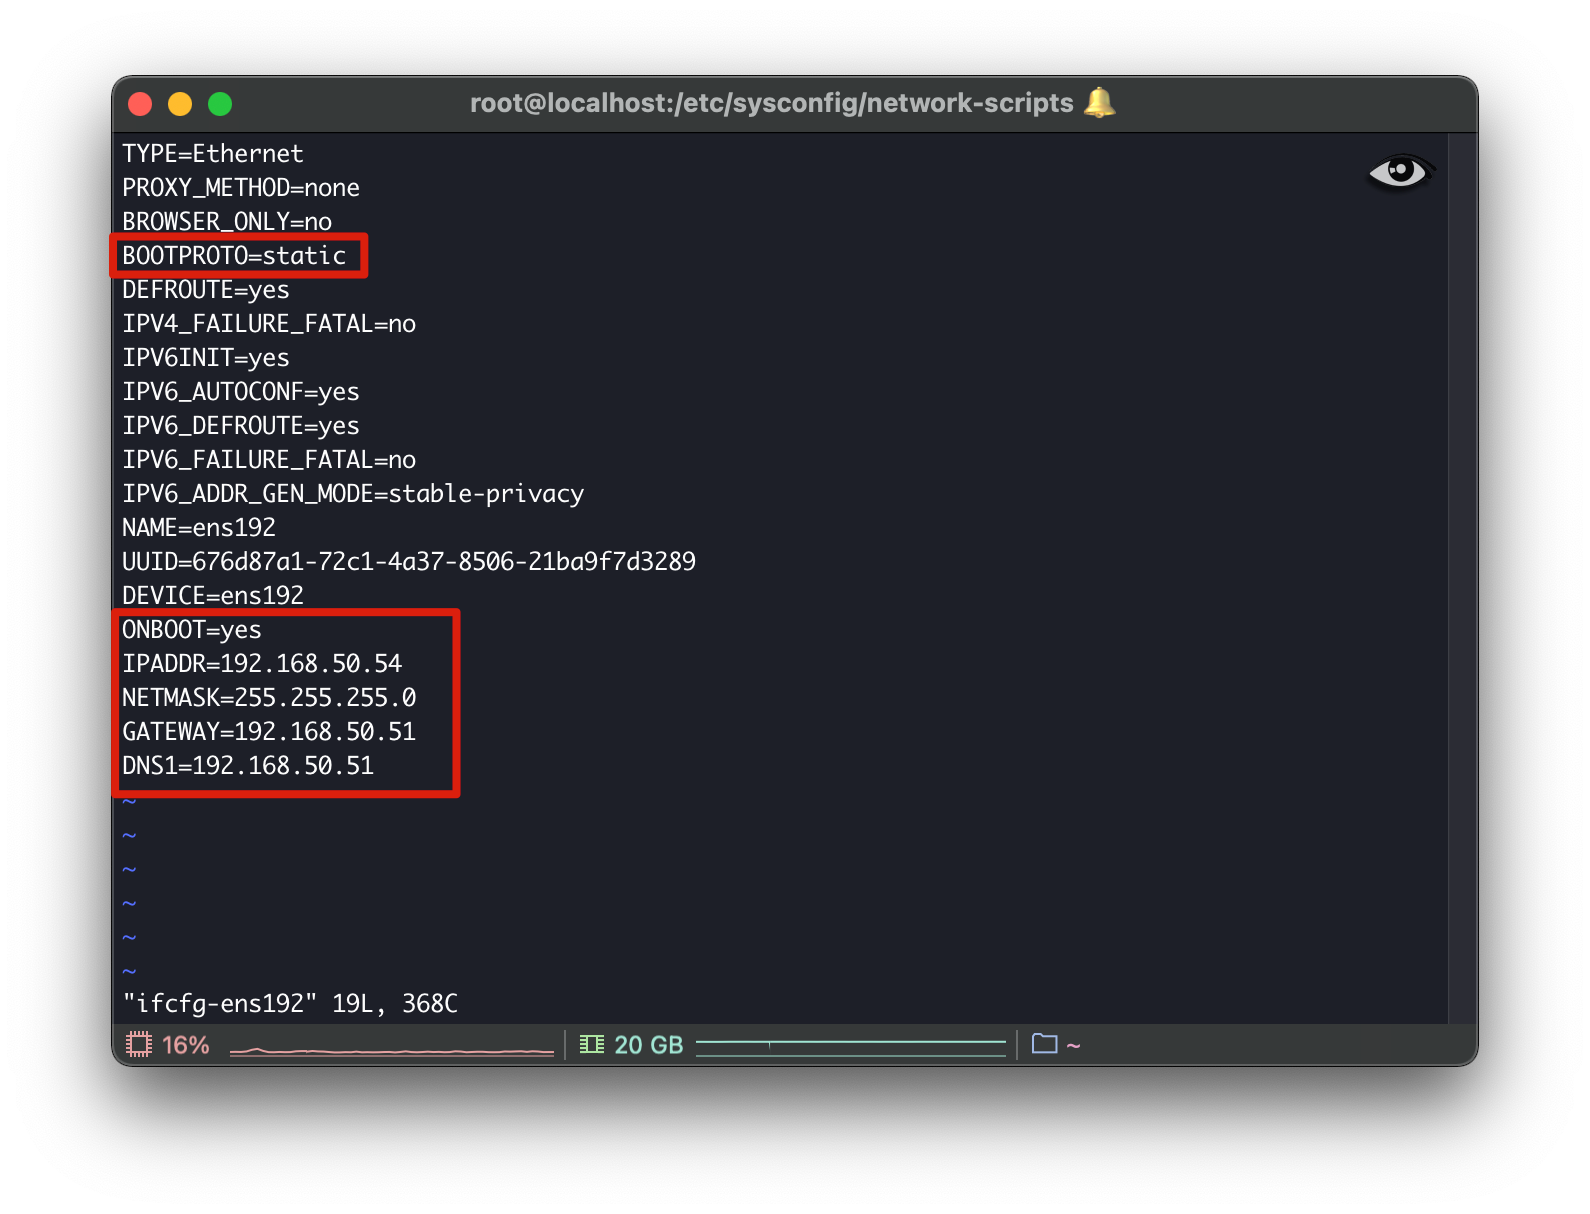 root@localhost:/etc/sysconfig/network-scripts 🔔
TYPE=Ethernet
PROXY_METHOD=none
BROWSER_ONLY=no
BOOTPROTO=static
DEFROUTE=yes
IPV4_FAILURE_FATAL=no
IPV6INIT=yes
IPV6_AUTOCONF=yes
IPV6_DEFROUTE=yes
IPV6_FAILURE_FATAL=no
IPV6_ADDR_GEN_MODE=stable-privacy
NAME=ens192
UUID=676d87a1-72c1-4a37-8506-21ba9f7d3289
DEVICE=ens192
ONBOOT=yes
IPADDR=192.168.50.54
NETMASK=255.255.255.0
GATEWAY=192.168.50.51
DNS1=192.168.50.51
~
~
~
~
~
~
"ifcfg-ens192" 19L, 368C
16% 20 GB ~